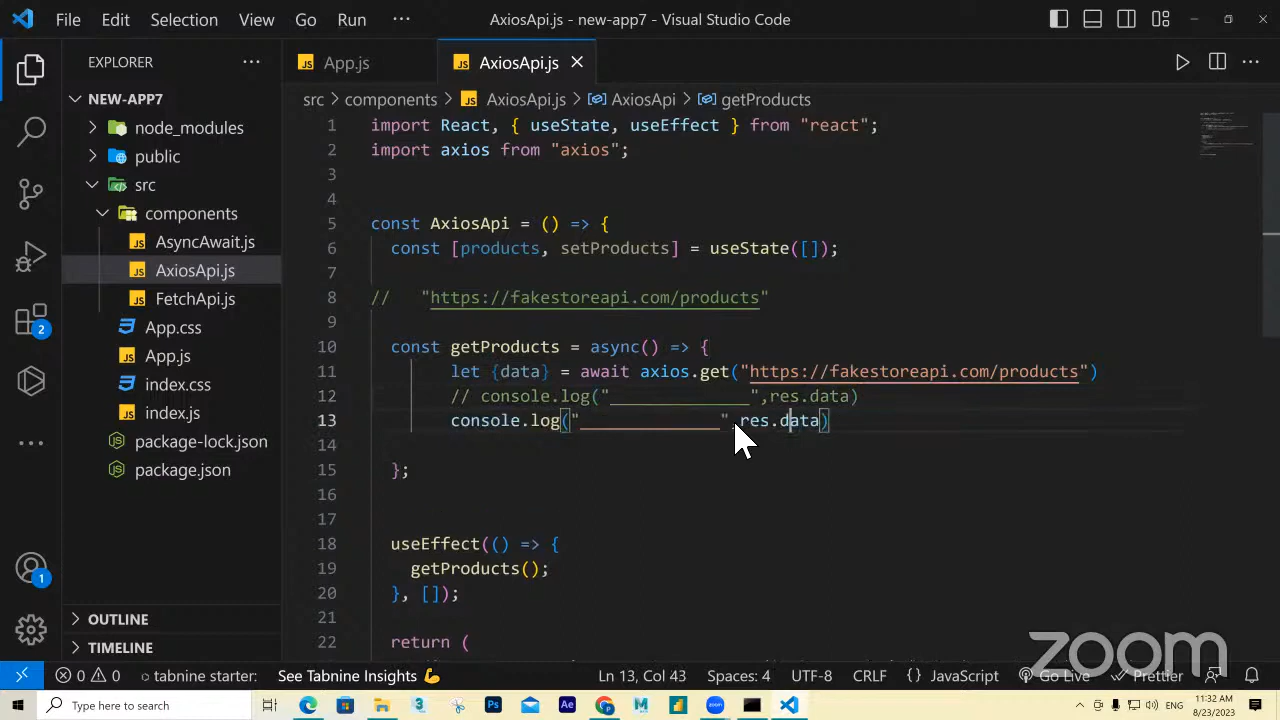 File Edit Selection View Go Run ··· AxiosApi.js - new-app7 - Visual Studio Code
EXPLORER ···
App.js AxiosApi.js
NEW-APP7
src components AxiosApi.js AxiosApi getProducts
node_modules
public
src
components
AsyncAwait.js
AxiosApi.js
FetchApi.js
App.css
App.js
index.css
index.js
package-lock.json
package.json
OUTLINE
TIMELINE
1 import React, { useState, useEffect } from "react";
2 import axios from "axios";
3
4
5 const AxiosApi = () => {
6 const [products, setProducts] = useState([]);
7
8 // "https://fakestoreapi.com/products"
9
10 const getProducts = async() => {
11 let {data} = await axios.get("https://fakestoreapi.com/products")
12 // console.log("______________",res.data)
13 console.log("______________",res.data)
14
15 };
16
17
18 useEffect(() => {
19 getProducts();
20 }, []);
21
22 return (
2
1
zoom
0 0 tabnine starter: See Tabnine Insights 💪 Ln 13, Col 43 Spaces: 4 UTF-8 CRLF {} JavaScript Go Live Prettier
Type here to search
ENG
11:32 AM
8/23/2023